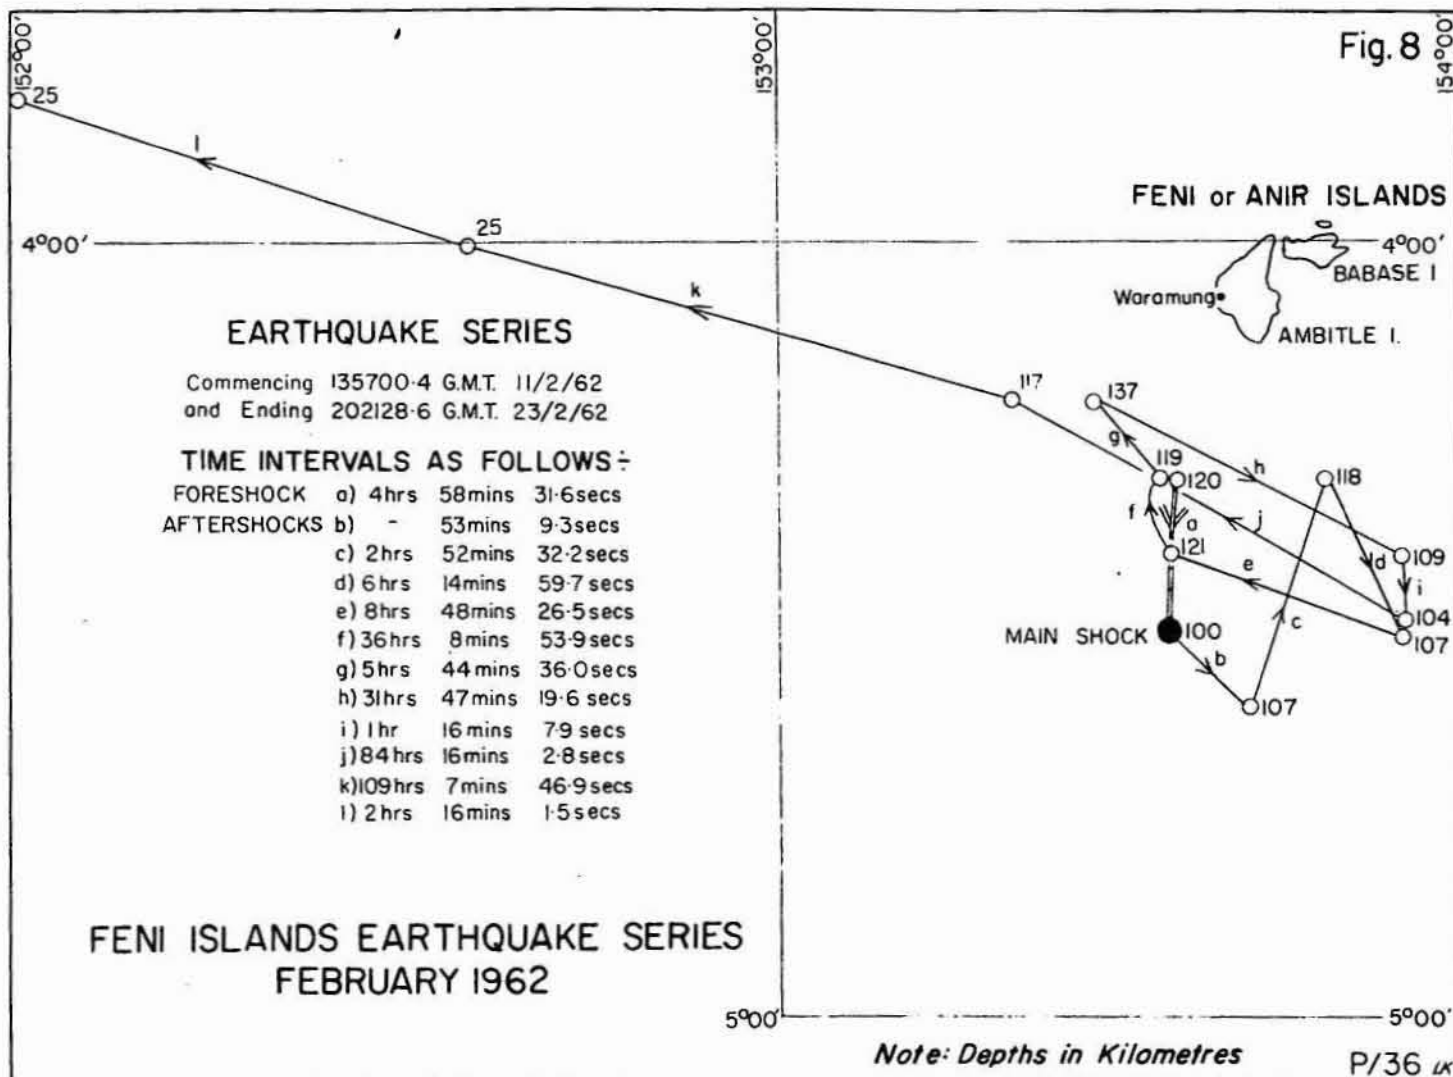 152°00'
153°00'
154°00'
Fig. 8
25
l
FENI or ANIR ISLANDS
25
4°00'
4°00'
BABASE I
k
Waramung
AMBITLE I.
EARTHQUAKE SERIES
Commencing 135700·4 G.M.T. 11/2/62
and Ending 202128·6 G.M.T. 23/2/62
117
137
g
TIME INTERVALS AS FOLLOWS ÷
119
120
h
118
FORESHOCK a) 4hrs 58mins 31·6secs
AFTERSHOCKS b) - 53mins 9·3secs
c) 2hrs 52mins 32·2secs
d) 6hrs 14mins 59·7secs
e) 8hrs 48mins 26·5secs
f) 36hrs 8mins 53·9secs
g) 5hrs 44mins 36·0secs
h) 31hrs 47mins 19·6 secs
i) 1hr 16mins 7·9 secs
j) 84hrs 16mins 2·8secs
k) 109hrs 7mins 46·9secs
l) 2hrs 16mins 1·5secs
f
a
j
121
109
e
d
i
104
MAIN SHOCK
100
c
107
b
107
FENI ISLANDS EARTHQUAKE SERIES
FEBRUARY 1962
5°00'
5°00'
Note: Depths in Kilometres
P/36